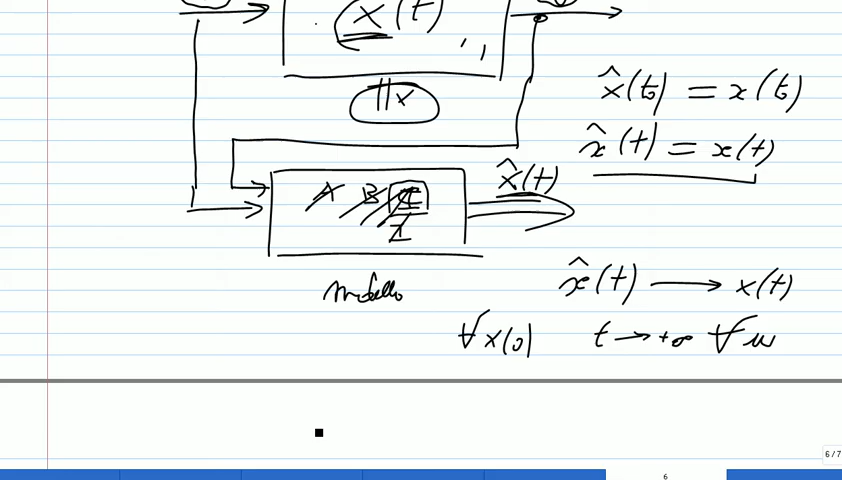 x(t)
x̂(t₀) = x(t₀)
x̂(t) = x(t)
x̂(t)
A B
I
modello
x̂(t) → x(t)
∀x(0) t → +∞ ∀u
6/7
6